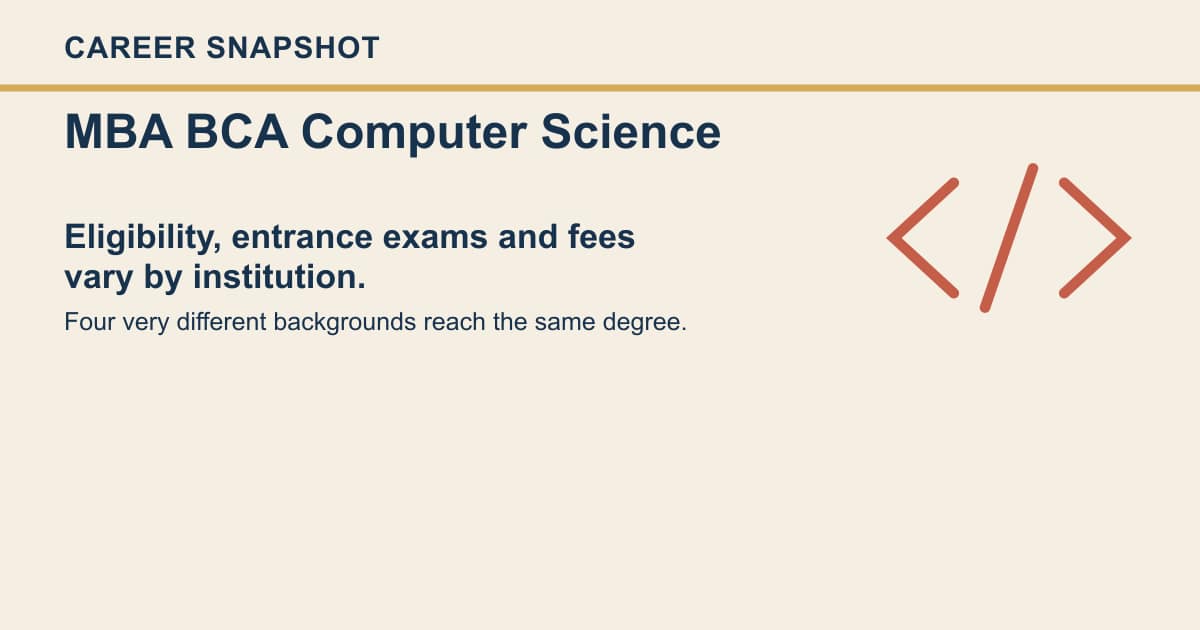 CAREER SNAPSHOT
MBA BCA Computer Science
Eligibility, entrance exams and fees
vary by institution.
Four very different backgrounds reach the same degree.